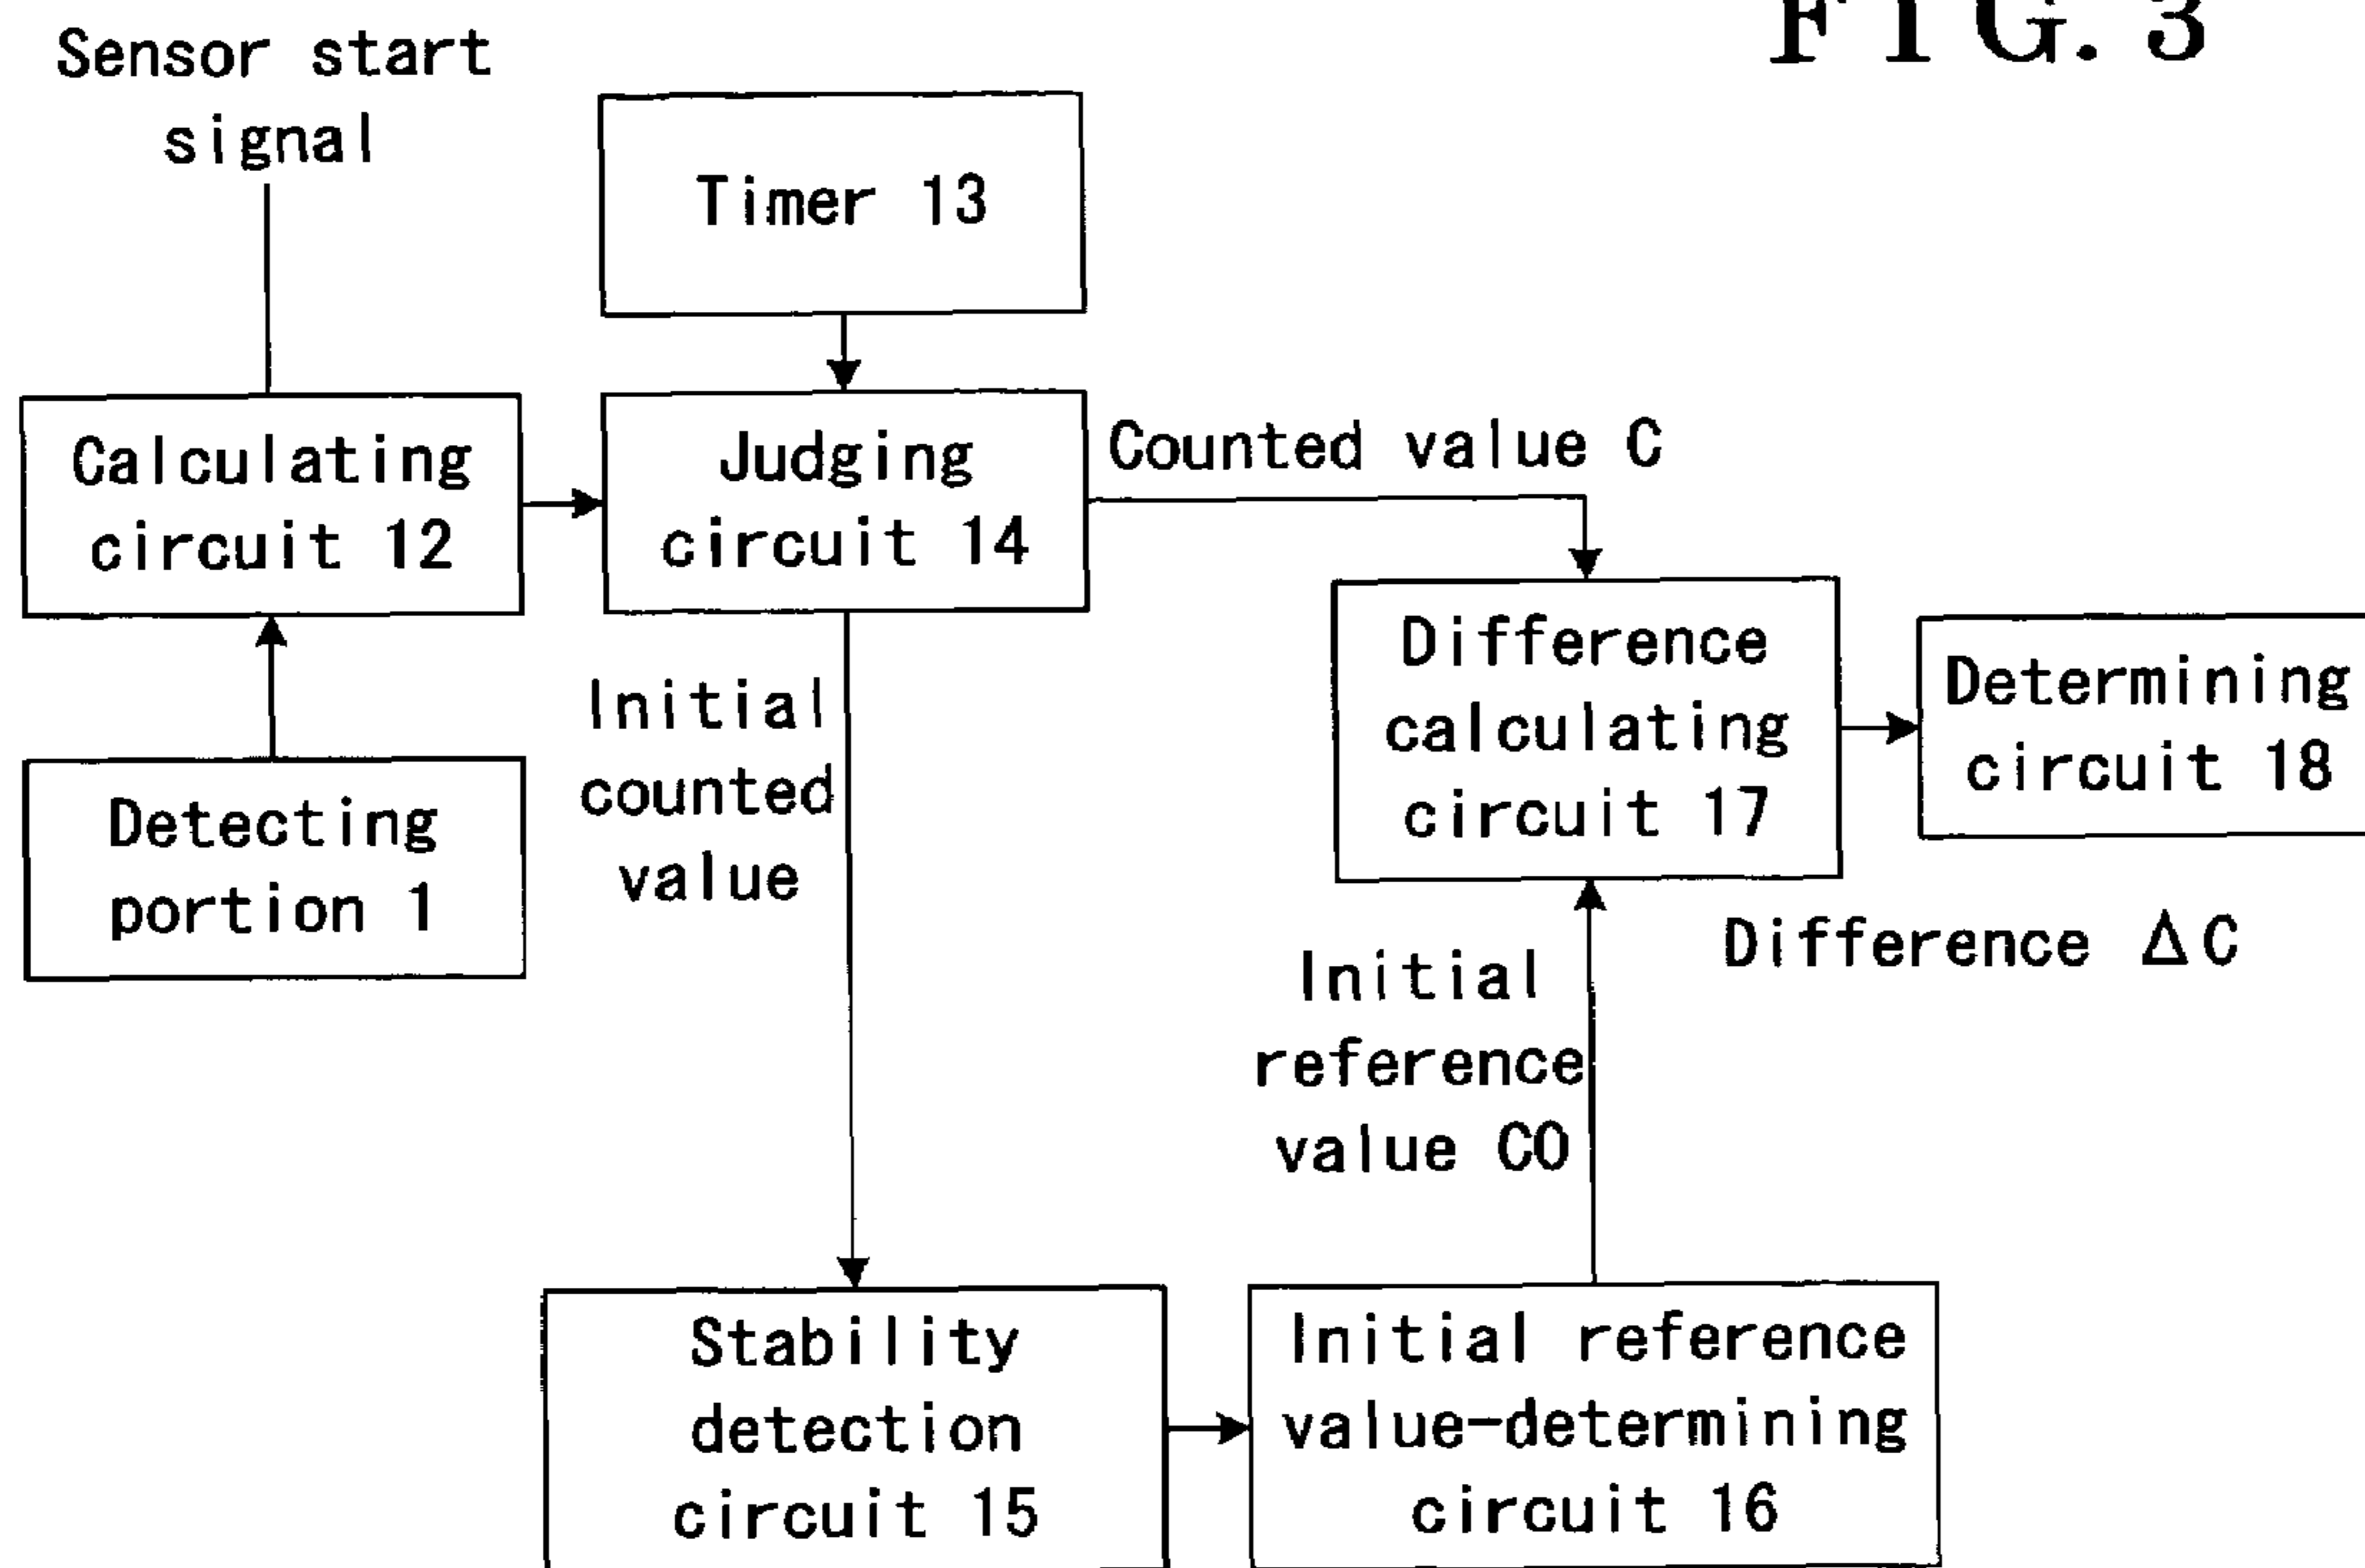 FIG. 3
Sensor start
signal
Timer 13
Calculating
circuit 12
Judging
circuit 14
Counted value C
Detecting
portion 1
Initial
counted
value
Difference
calculating
circuit 17
Determining
circuit 18
Difference ΔC
Initial
reference
value C0
Stability
detection
circuit 15
Initial reference
value-determining
circuit 16